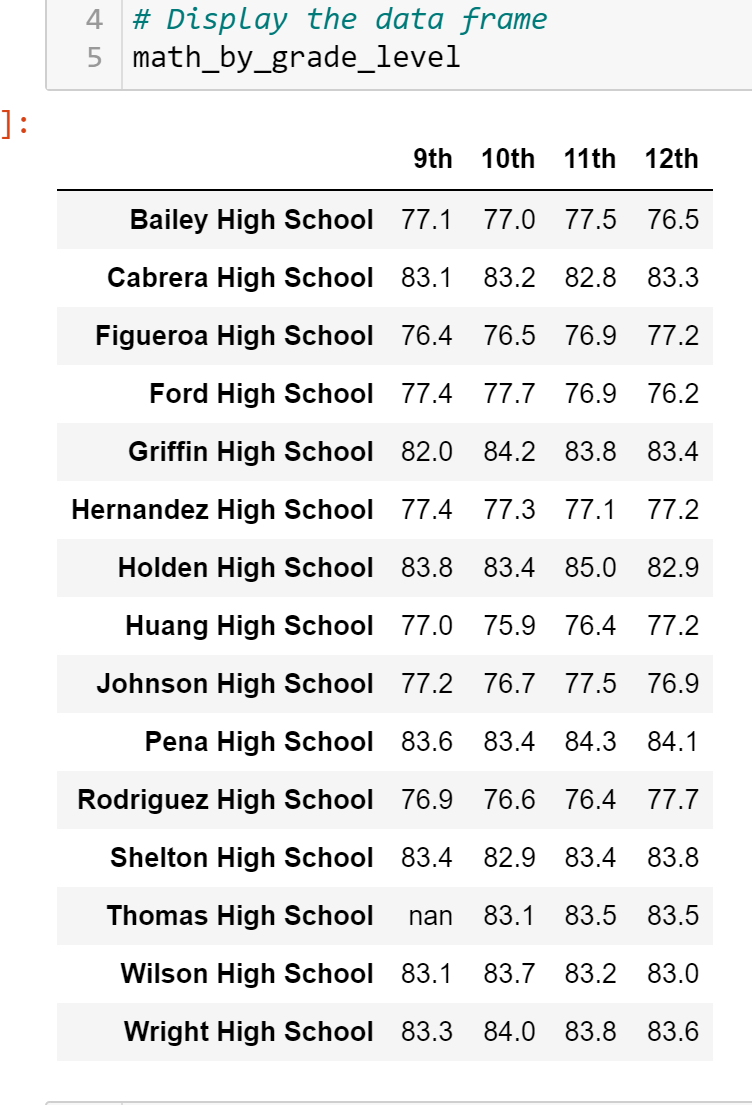 4 # Display the data frame
5 math_by_grade_level
]:
9th 10th 11th 12th
Bailey High School 77.1 77.0 77.5 76.5
Cabrera High School 83.1 83.2 82.8 83.3
Figueroa High School 76.4 76.5 76.9 77.2
Ford High School 77.4 77.7 76.9 76.2
Griffin High School 82.0 84.2 83.8 83.4
Hernandez High School 77.4 77.3 77.1 77.2
Holden High School 83.8 83.4 85.0 82.9
Huang High School 77.0 75.9 76.4 77.2
Johnson High School 77.2 76.7 77.5 76.9
Pena High School 83.6 83.4 84.3 84.1
Rodriguez High School 76.9 76.6 76.4 77.7
Shelton High School 83.4 82.9 83.4 83.8
Thomas High School nan 83.1 83.5 83.5
Wilson High School 83.1 83.7 83.2 83.0
Wright High School 83.3 84.0 83.8 83.6